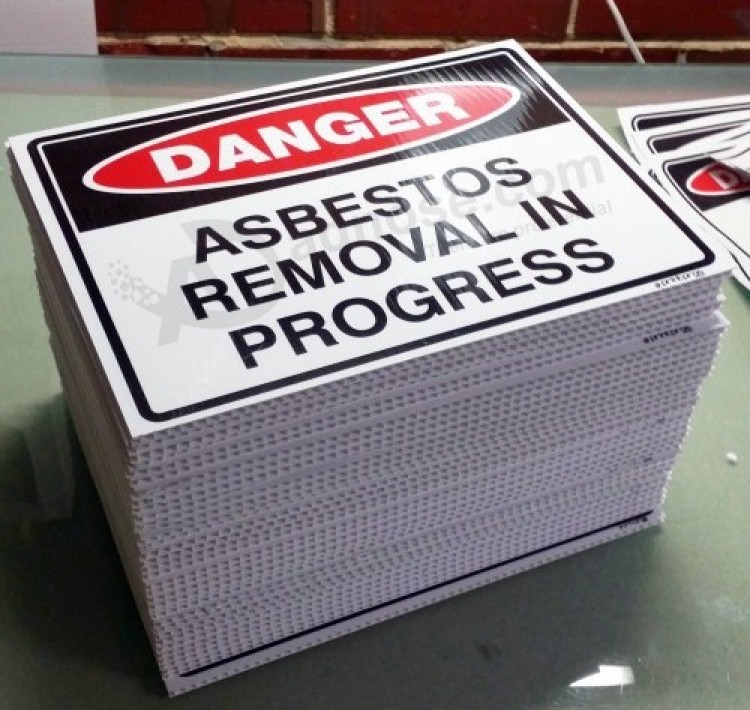 DANGER
ASBESTOS
REMOVAL IN
PROGRESS